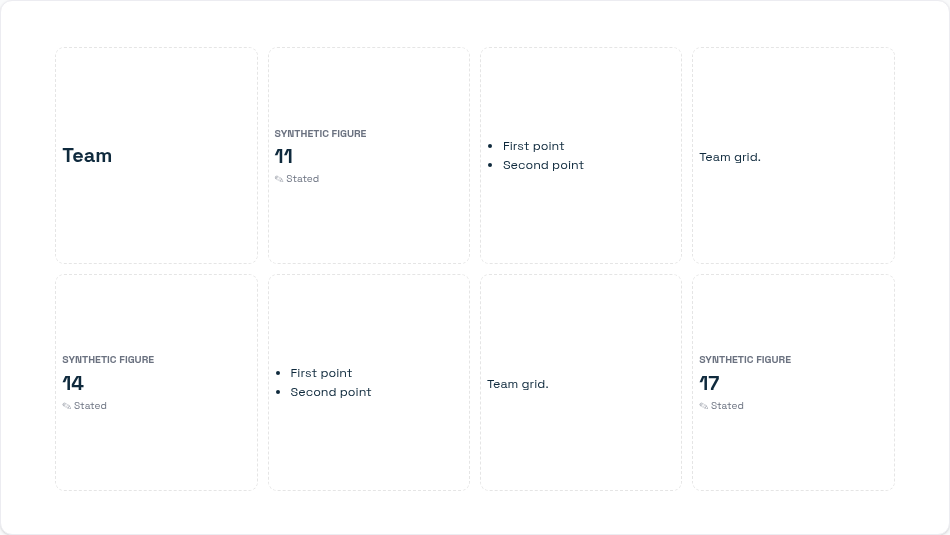 Team
SYNTHETIC FIGURE
11
✎ Stated
• First point
• Second point
Team grid.
SYNTHETIC FIGURE
14
✎ Stated
• First point
• Second point
Team grid.
SYNTHETIC FIGURE
17
✎ Stated